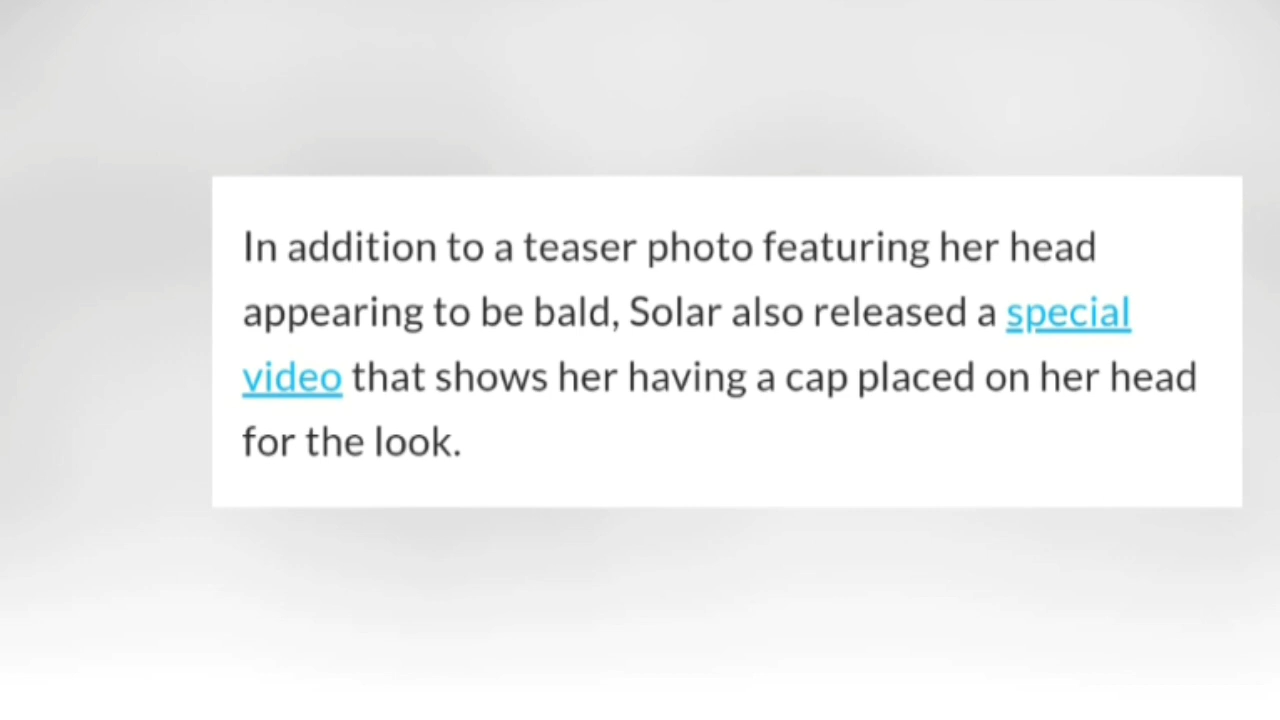 In addition to a teaser photo featuring her head
appearing to be bald, Solar also released a special
video that shows her having a cap placed on her head
for the look.